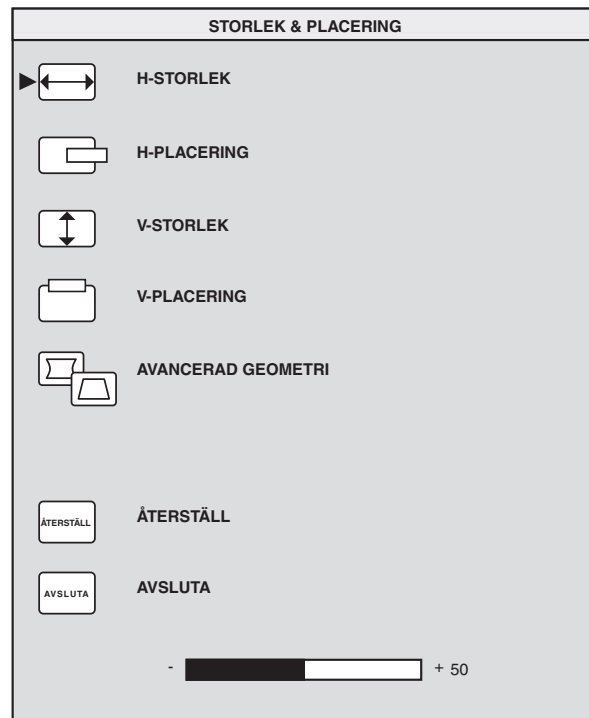 STORLEK & PLACERING
H-STORLEK
H-PLACERING
V-STORLEK
V-PLACERING
AVANCERAD GEOMETRI
ÅTERSTÄLL ÅTERSTÄLL
AVSLUTA AVSLUTA
- + 50